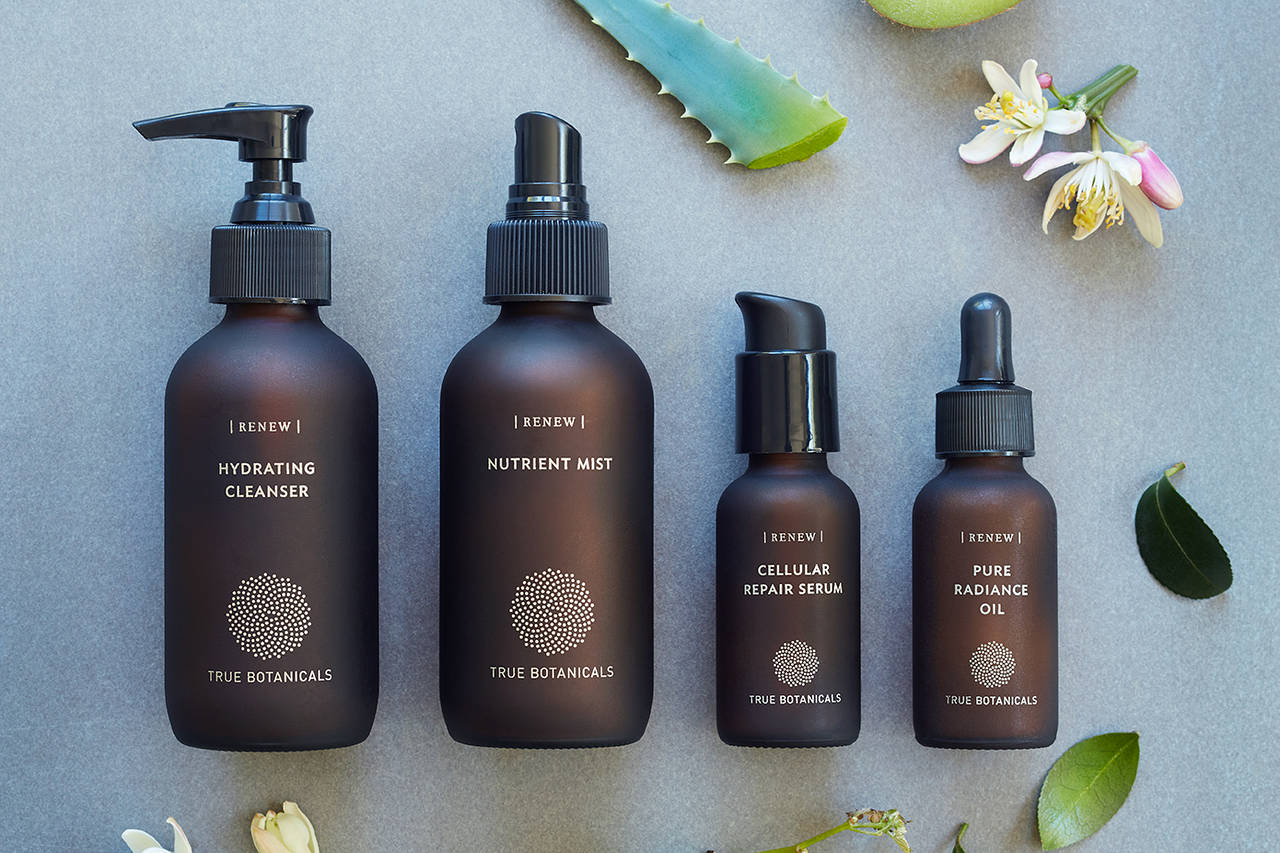 | RENEW |
HYDRATING
CLEANSER
TRUE BOTANICALS
| RENEW |
NUTRIENT MIST
TRUE BOTANICALS
| RENEW |
CELLULAR
REPAIR SERUM
TRUE BOTANICALS
| RENEW |
PURE
RADIANCE
OIL
TRUE BOTANICALS